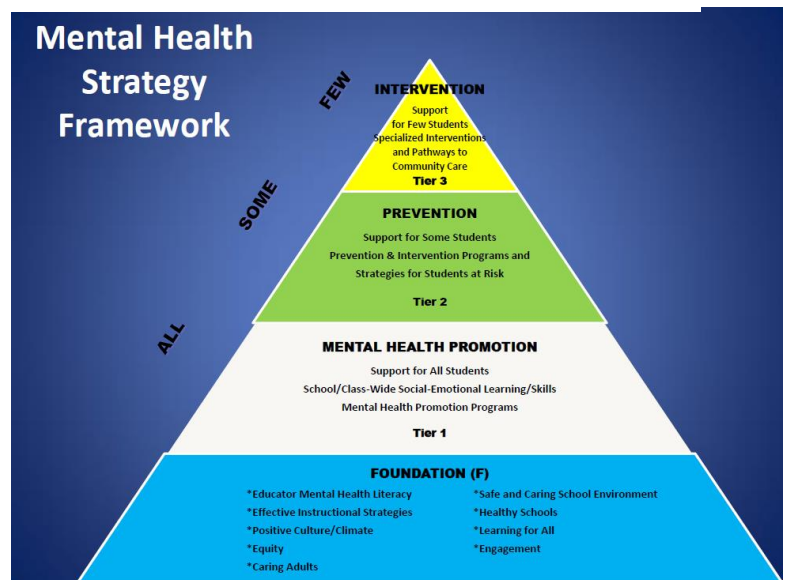 Mental Health
Strategy
Framework
FEW
INTERVENTION
Support
for Few Students
Specialized Interventions
and Pathways to
Community Care
Tier 3
SOME
PREVENTION
Support for Some Students
Prevention & Intervention Programs and
Strategies for Students at Risk
Tier 2
ALL
MENTAL HEALTH PROMOTION
Support for All Students
School/Class-Wide Social-Emotional Learning/Skills
Mental Health Promotion Programs
Tier 1
FOUNDATION (F)
*Educator Mental Health Literacy
*Effective Instructional Strategies
*Positive Culture/Climate
*Equity
*Caring Adults
*Safe and Caring School Environment
*Healthy Schools
*Learning for All
*Engagement